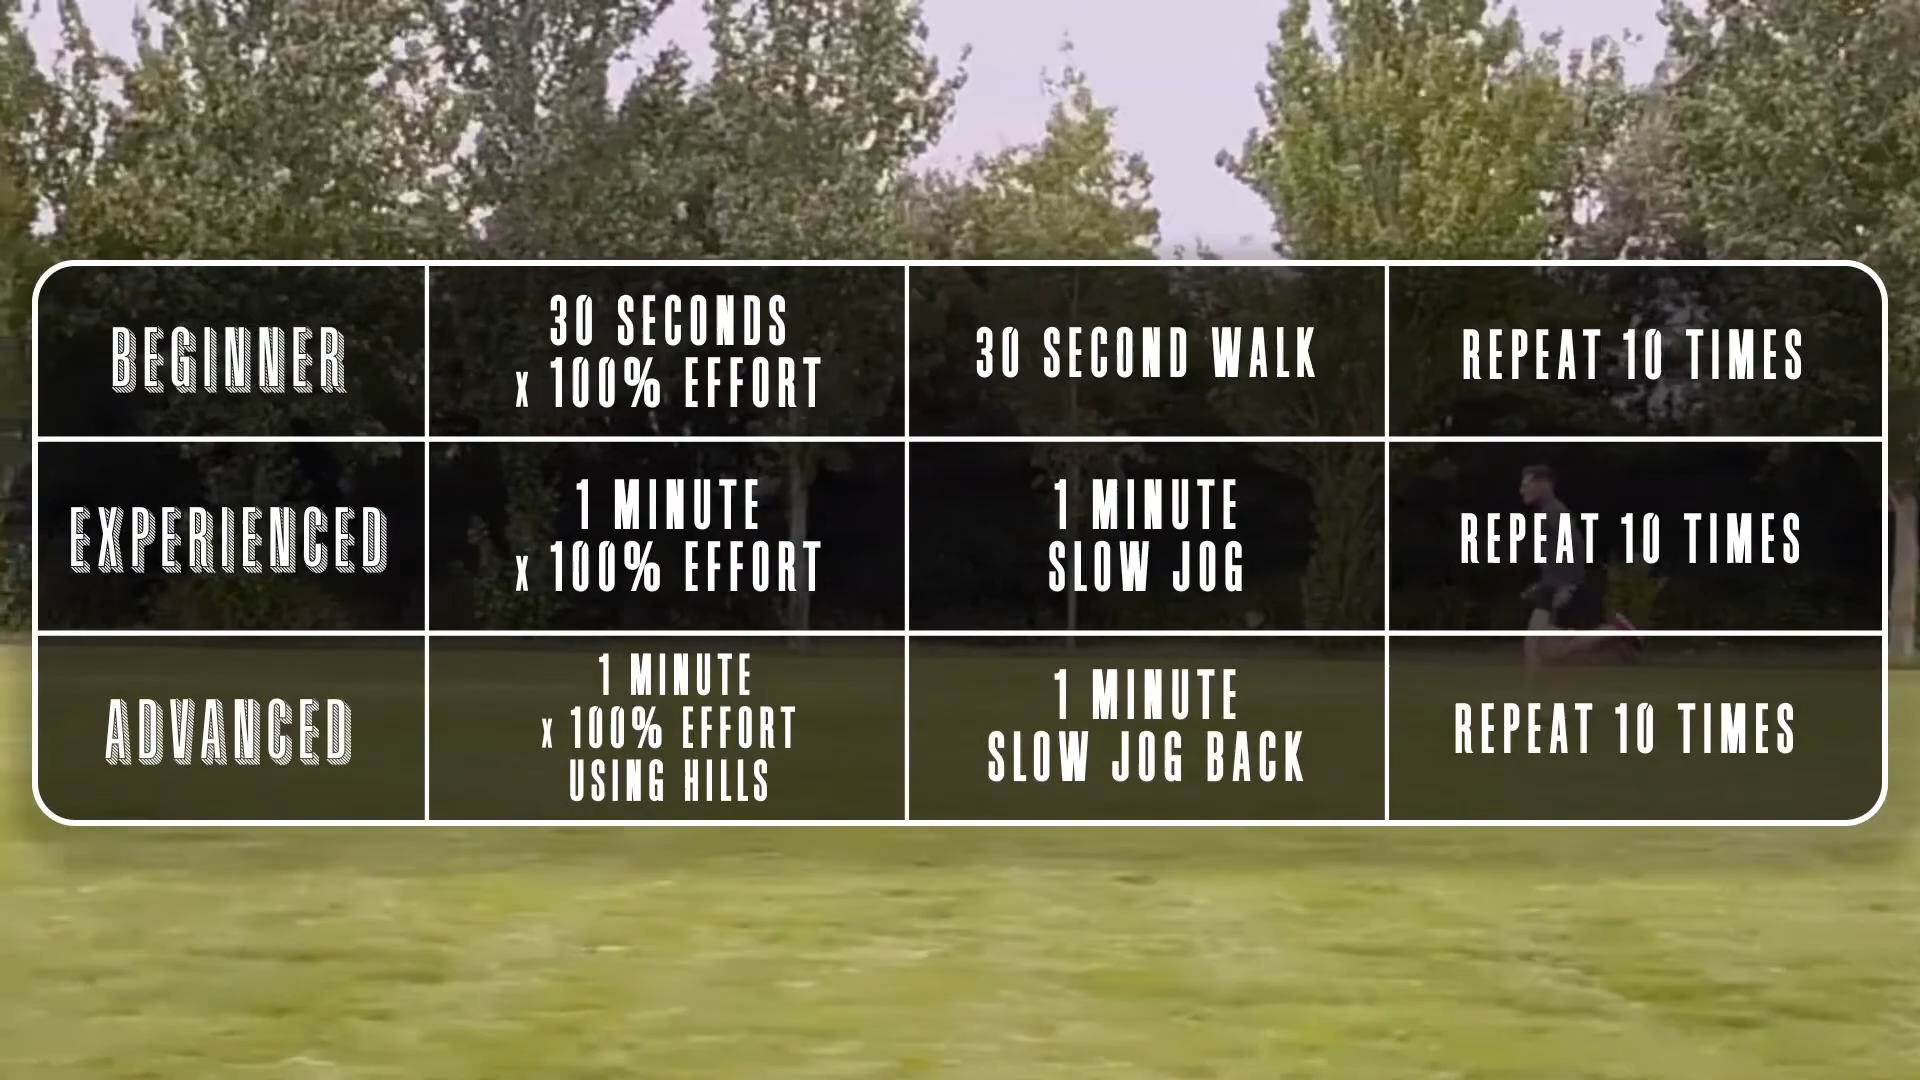 BEGINNER
30 SECONDS
x 100% EFFORT
30 SECOND WALK
REPEAT 10 TIMES
EXPERIENCED
1 MINUTE
x 100% EFFORT
1 MINUTE
SLOW JOG
REPEAT 10 TIMES
ADVANCED
1 MINUTE
x 100% EFFORT
USING HILLS
1 MINUTE
SLOW JOG BACK
REPEAT 10 TIMES